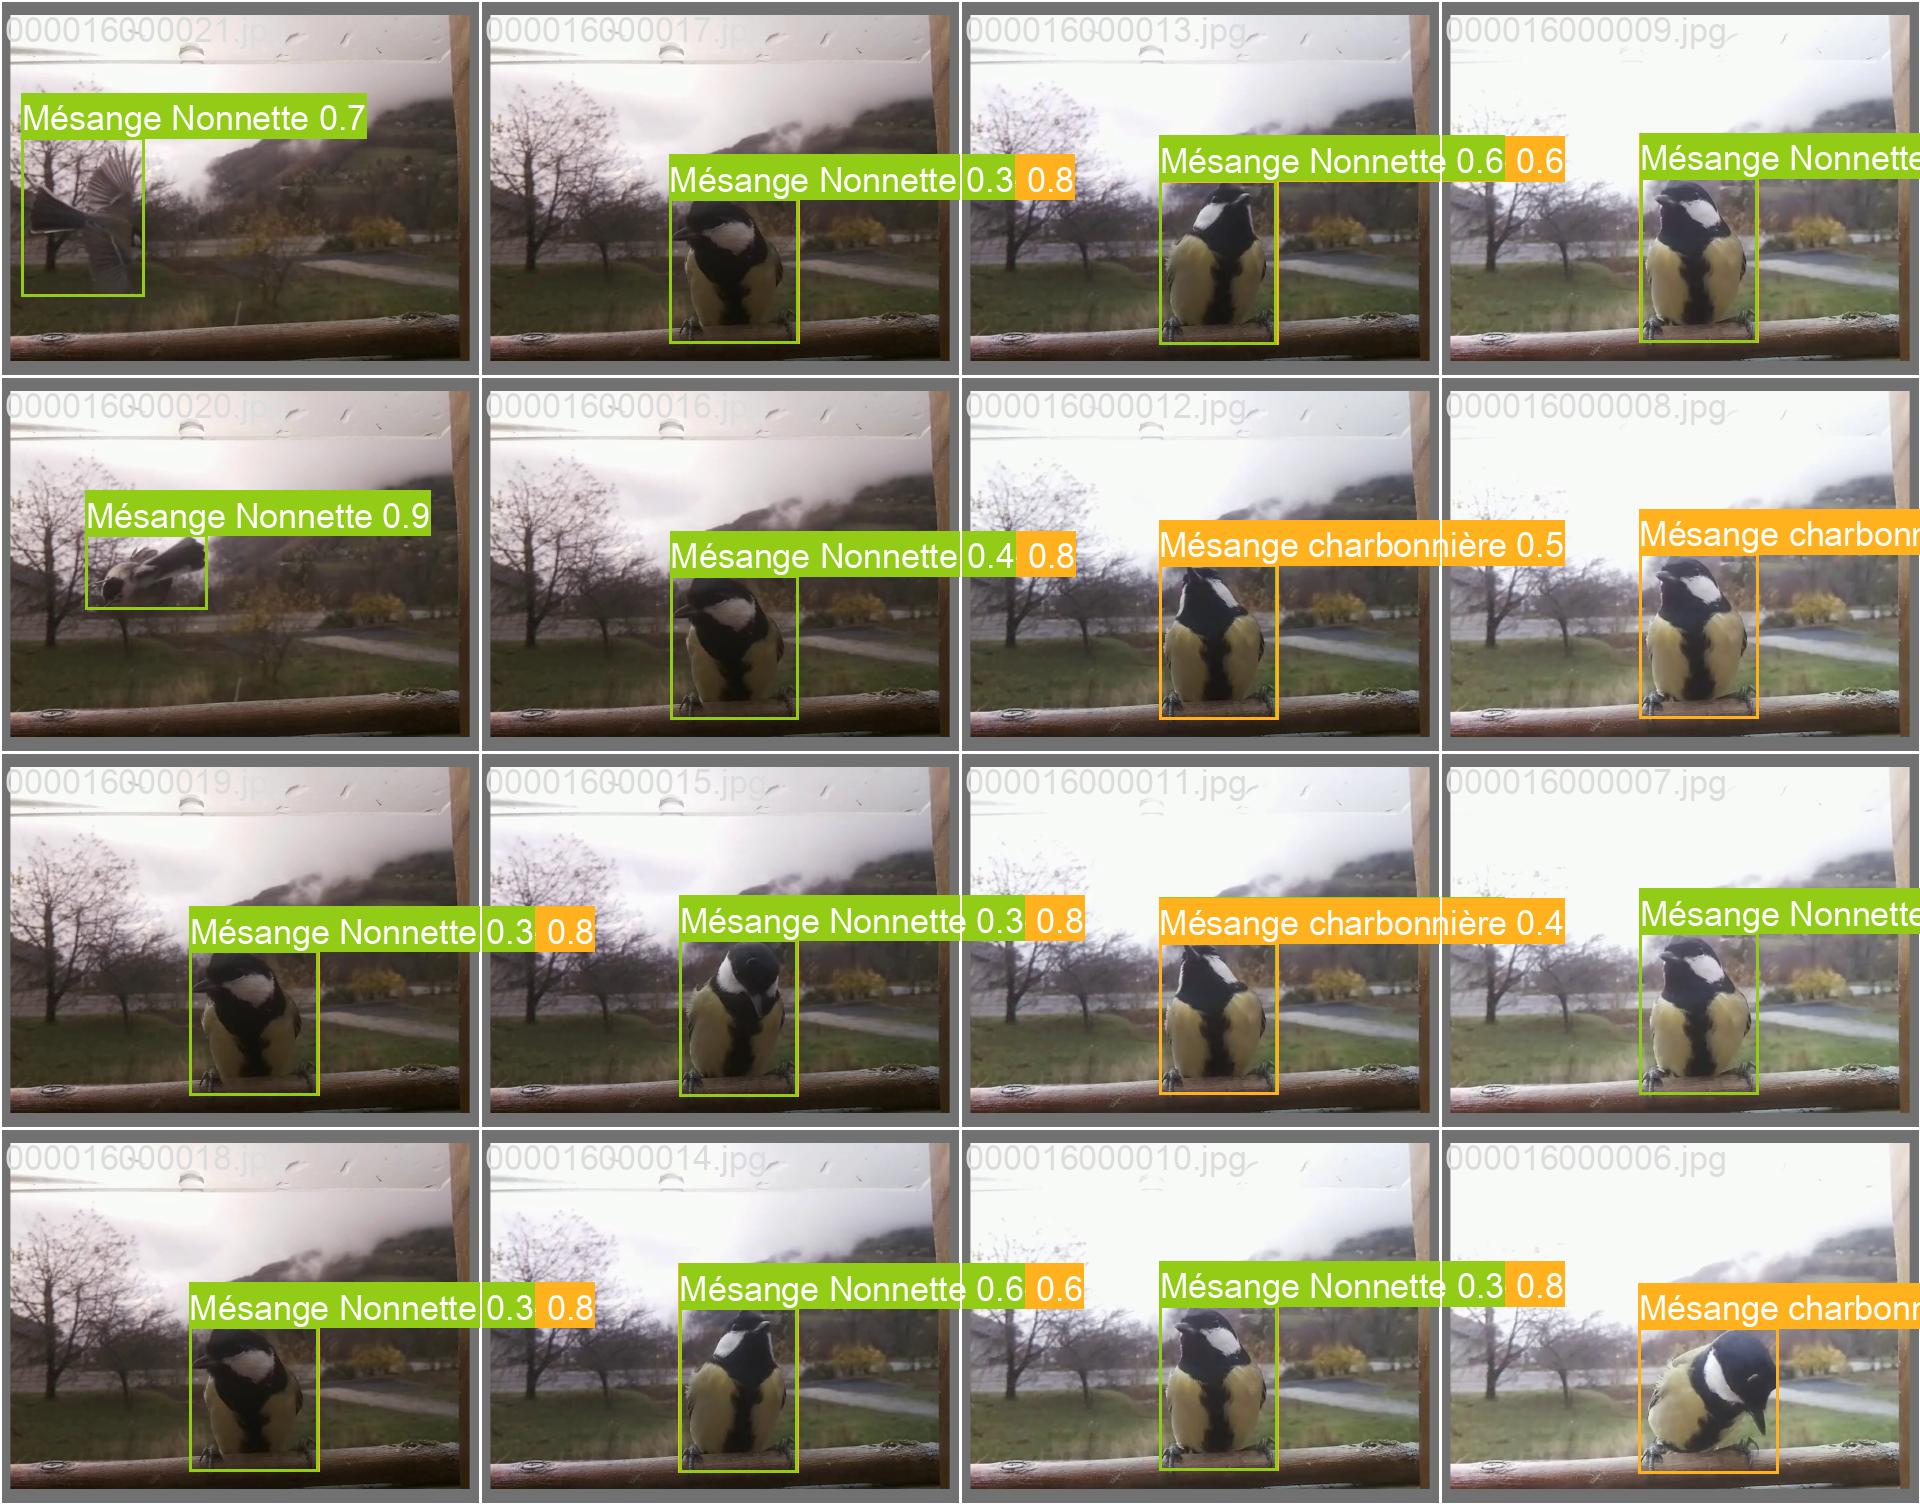 000016000021.jpg
000016000017.jpg
000016000013.jpg
000016000009.jpg
Mésange Nonnette 0.7
Mésange Nonnette 0.3 0.8
Mésange Nonnette 0.6 0.6
Mésange Nonnette
000016000020.jpg
000016000016.jpg
000016000012.jpg
000016000008.jpg
Mésange Nonnette 0.9
Mésange Nonnette 0.4 0.8
Mésange charbonnière 0.5
Mésange charbonn
000016000019.jpg
000016000015.jpg
000016000011.jpg
000016000007.jpg
Mésange Nonnette 0.3 0.8
Mésange Nonnette 0.3 0.8
Mésange charbonnière 0.4
Mésange Nonnette
000016000018.jpg
000016000014.jpg
000016000010.jpg
000016000006.jpg
Mésange Nonnette 0.3 0.8
Mésange Nonnette 0.6 0.6
Mésange Nonnette 0.3 0.8
Mésange charbonn